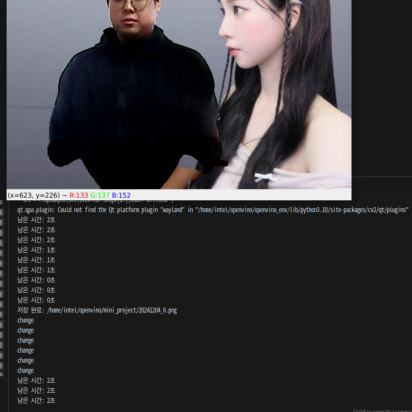 (x=623, y=226) ~ R:133 G:137 B:152
qt.qpa.plugin: Could not find the Qt platform plugin "wayland" in "/home/intel/openvino/openvino_env/lib/python3.10/site-packages/cv2/qt/plugins"
남은 시간: 2초
남은 시간: 2초
남은 시간: 2초
남은 시간: 1초
남은 시간: 1초
남은 시간: 1초
남은 시간: 0초
남은 시간: 0초
남은 시간: 0초
저장 완료: /home/intel/openvino/mini_project/20241204_0.png
change
change
change
change
change
change
남은 시간: 2초
남은 시간: 2초
남은 시간: 2초